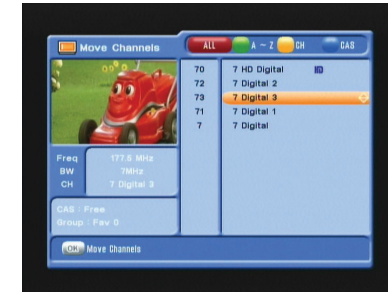 Move Channels
ALL A ~ Z CH CAS
70 7 HD Digital HD
72 7 Digital 2
73 7 Digital 3
71 7 Digital 1
7 7 Digital
Freq 177.5 MHz
BW 7MHz
CH 7 Digital 3
CAS : Free
Group : Fav 0
OK Move Channels